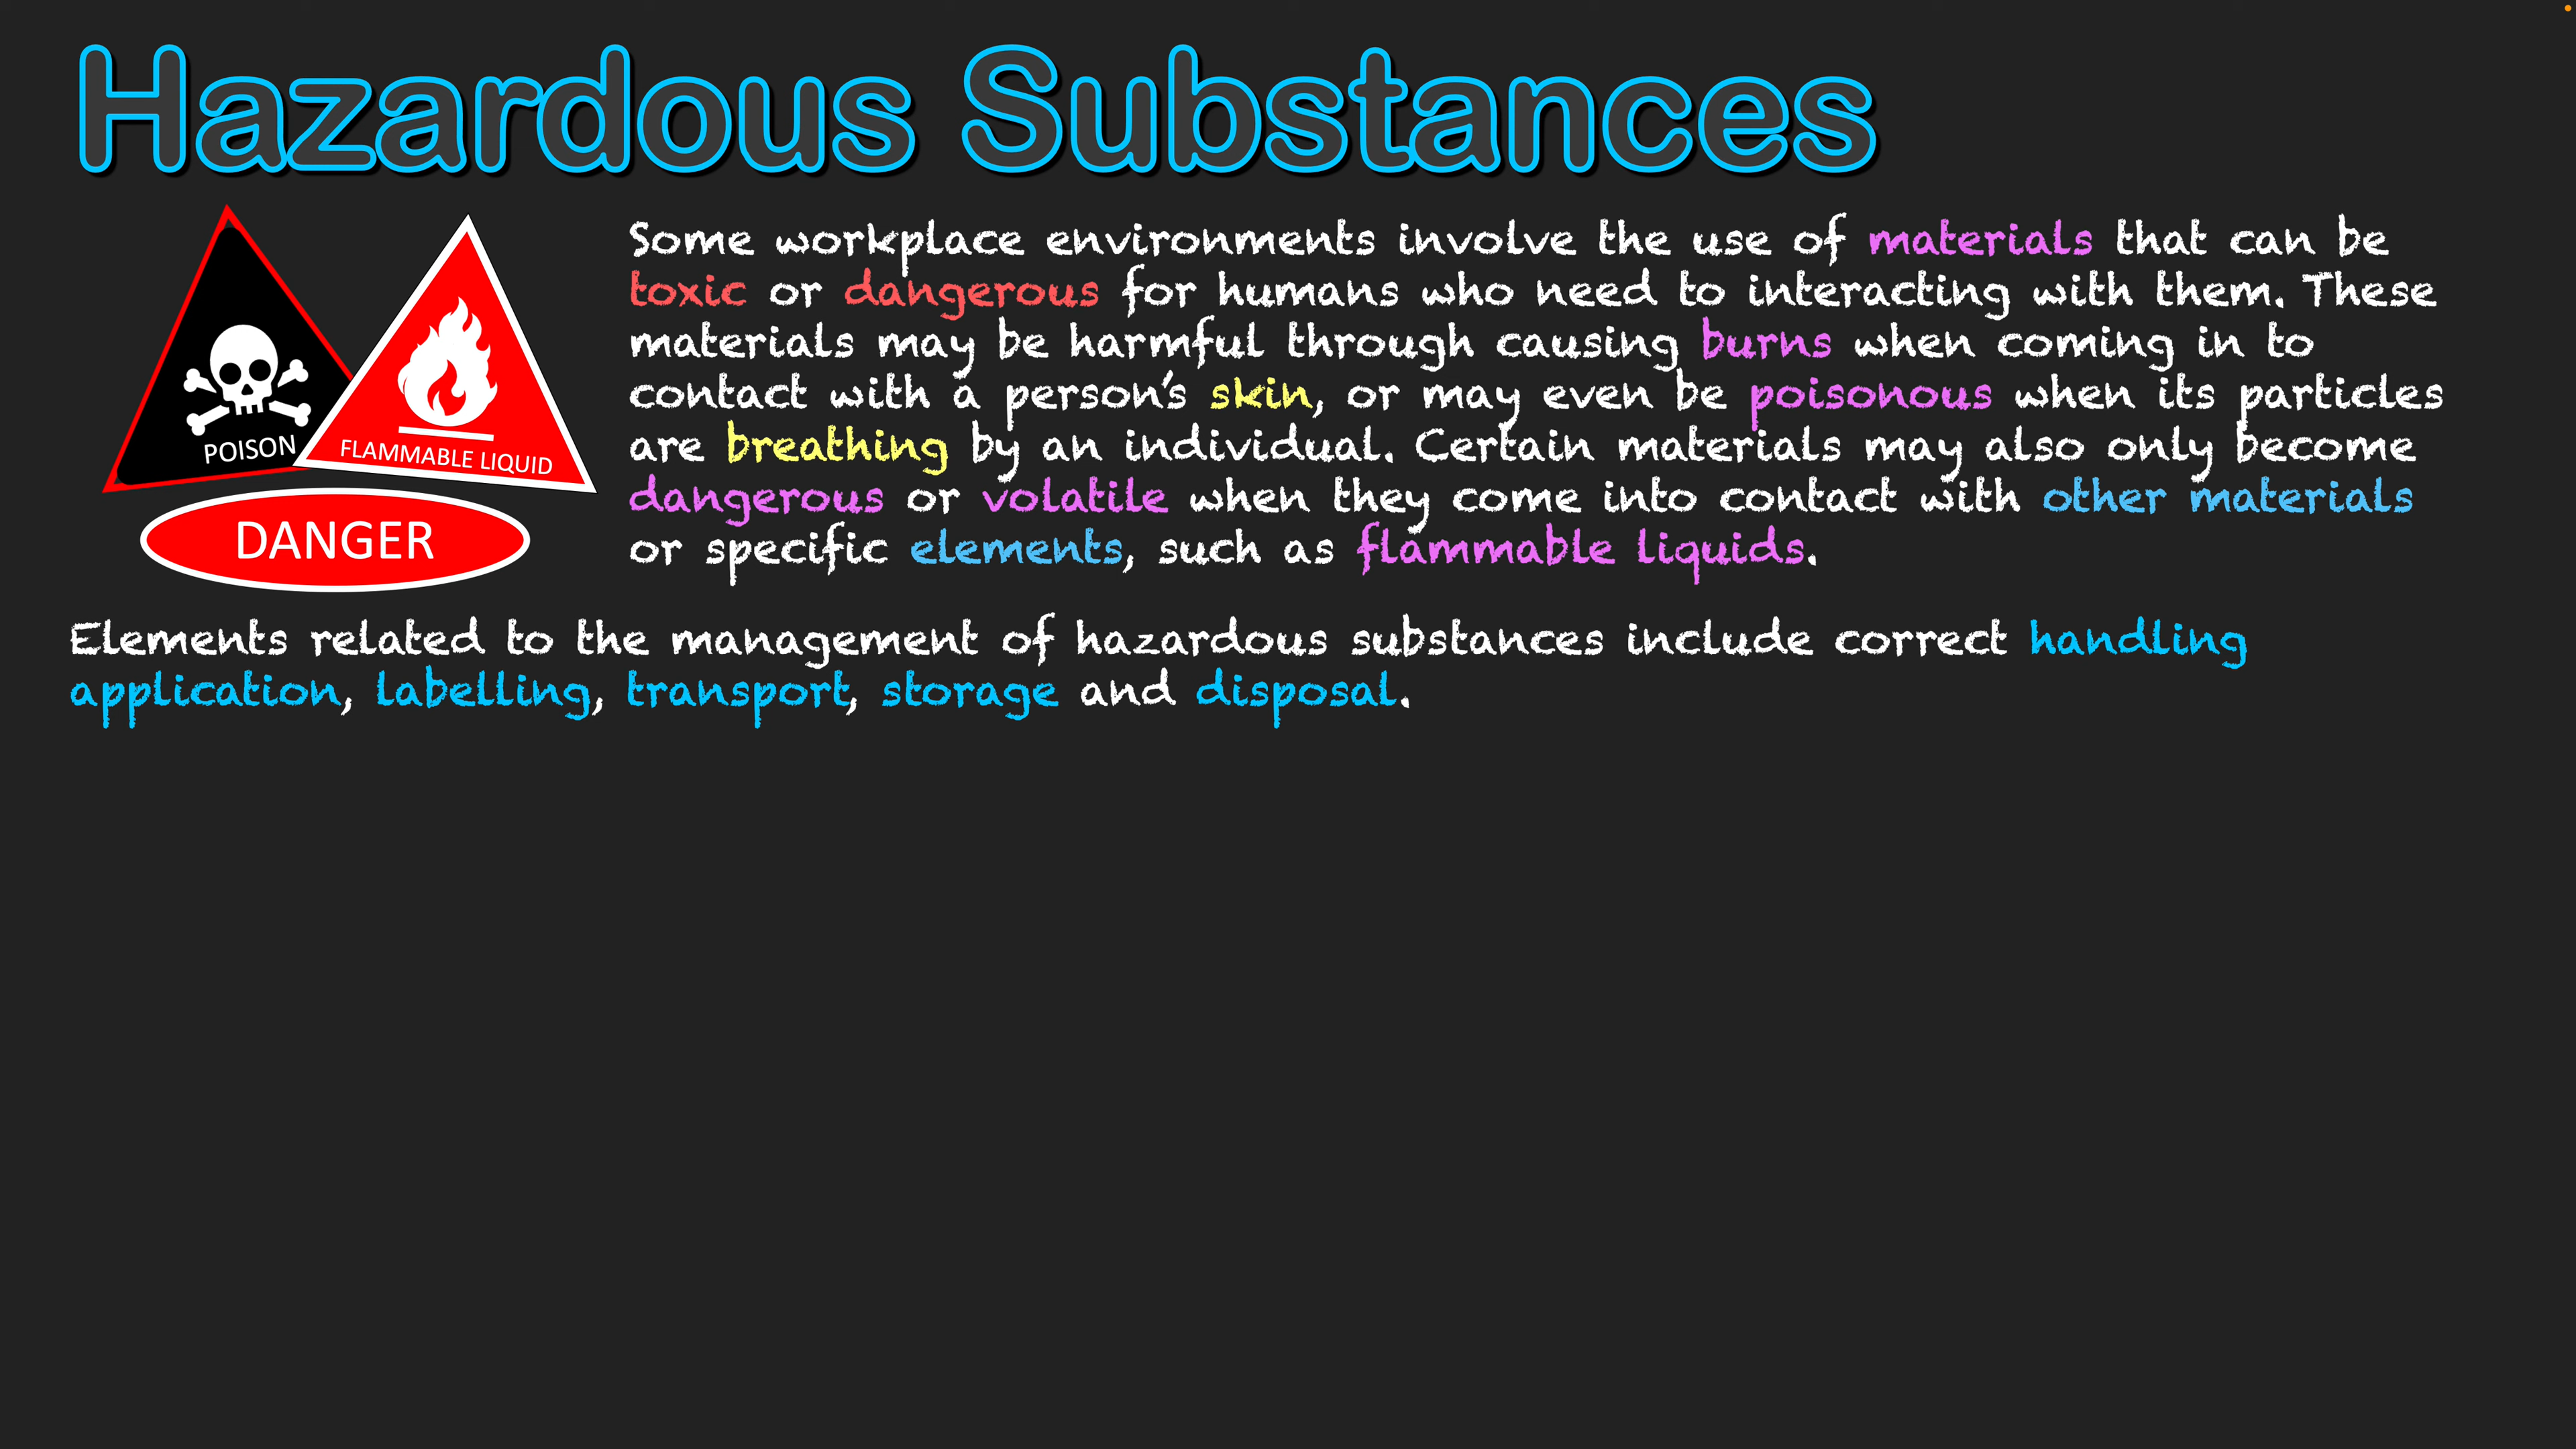 Hazardous Substances
POISON
FLAMMABLE LIQUID
DANGER
Some workplace environments involve the use of materials that can be
toxic or dangerous for humans who need to interacting with them. These
materials may be harmful through causing burns when coming in to
contact with a person's skin, or may even be poisonous when its particles
are breathing by an individual. Certain materials may also only become
dangerous or volatile when they come into contact with other materials
or specific elements, such as flammable liquids.
Elements related to the management of hazardous substances include correct handling
application, labelling, transport, storage and disposal.